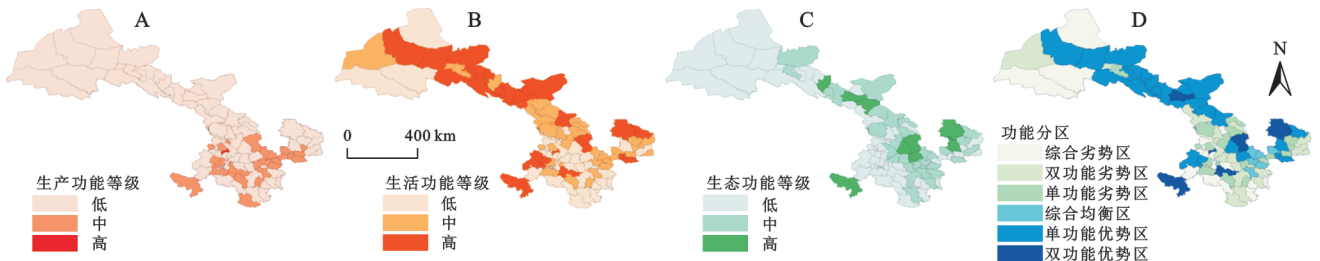 A
生产功能等级
低
中
高
B
0 400 km
生活功能等级
低
中
高
C
生态功能等级
低
中
高
D
N
功能分区
综合劣势区
双功能劣势区
单功能劣势区
综合均衡区
单功能优势区
双功能优势区